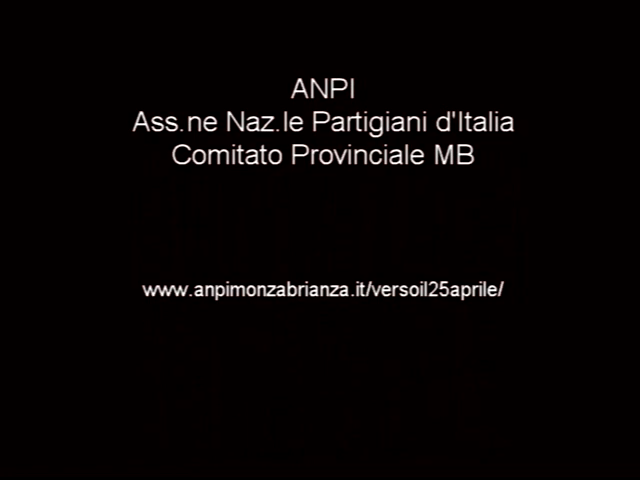 ANPI
Ass.ne Naz.le Partigiani d'Italia
Comitato Provinciale MB
www.anpimonzabrianza.it/versoil25aprile/